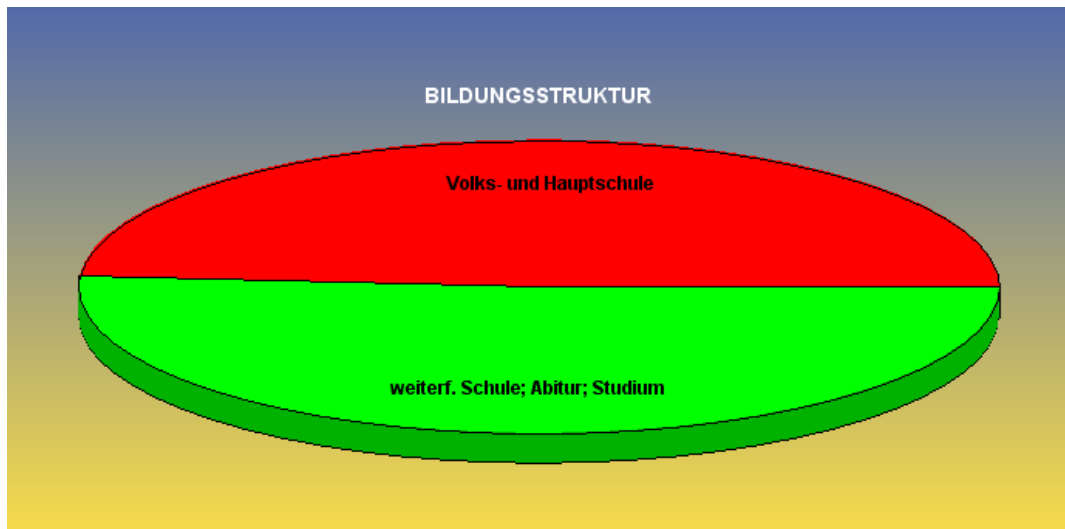 BILDUNGSSTRUKTUR
Volks- und Hauptschule
weiterf. Schule; Abitur; Studium